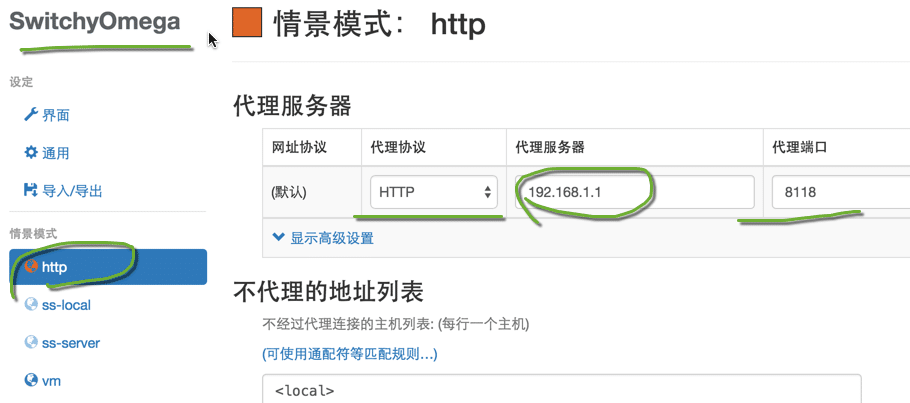 SwitchyOmega
设定
界面
通用
导入/导出
情景模式
http
ss-local
ss-server
vm
情景模式： http
代理服务器
网址协议 代理协议 代理服务器 代理端口
(默认) HTTP 192.168.1.1 8118
显示高级设置
不代理的地址列表
不经过代理连接的主机列表: (每行一个主机)
(可使用通配符等匹配规则…)
<local>